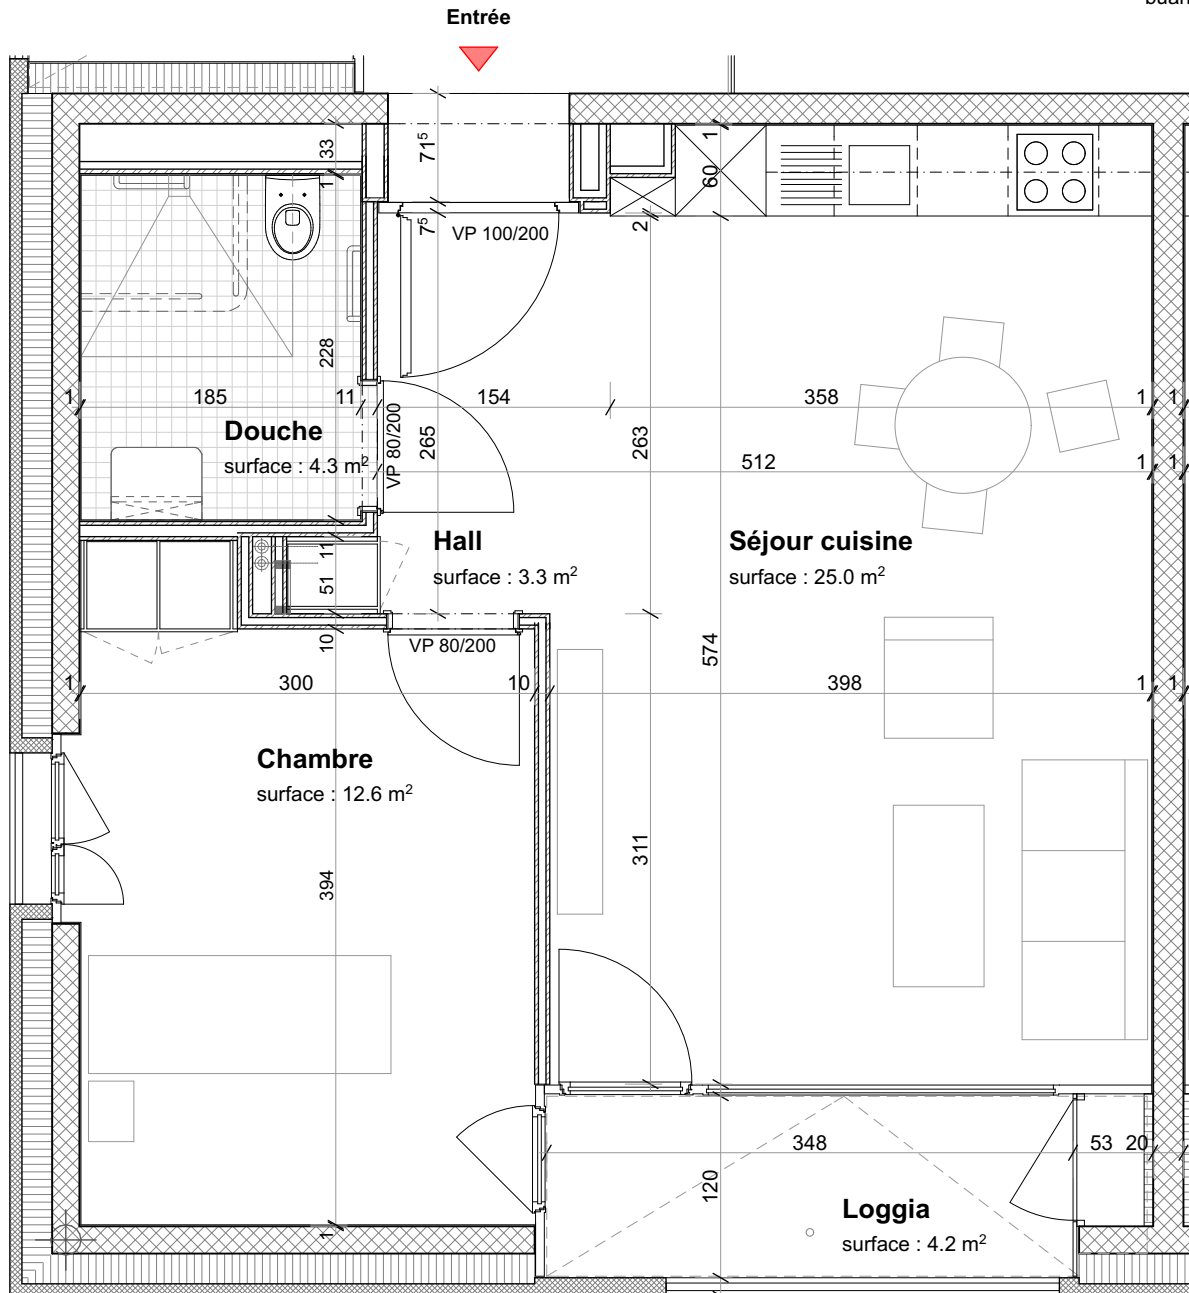 buan
Entrée
33
1
71⁵
7⁵
VP 100/200
1
60
2
228
1
185
11
154
358
1
1
Douche
surface : 4.3 m²
VP 80/200
265
263
512
1
1
Hall
surface : 3.3 m²
Séjour cuisine
surface : 25.0 m²
11
51
10
VP 80/200
574
1
300
10
398
1
1
Chambre
surface : 12.6 m²
311
394
348
53
20
120
Loggia
surface : 4.2 m²
1